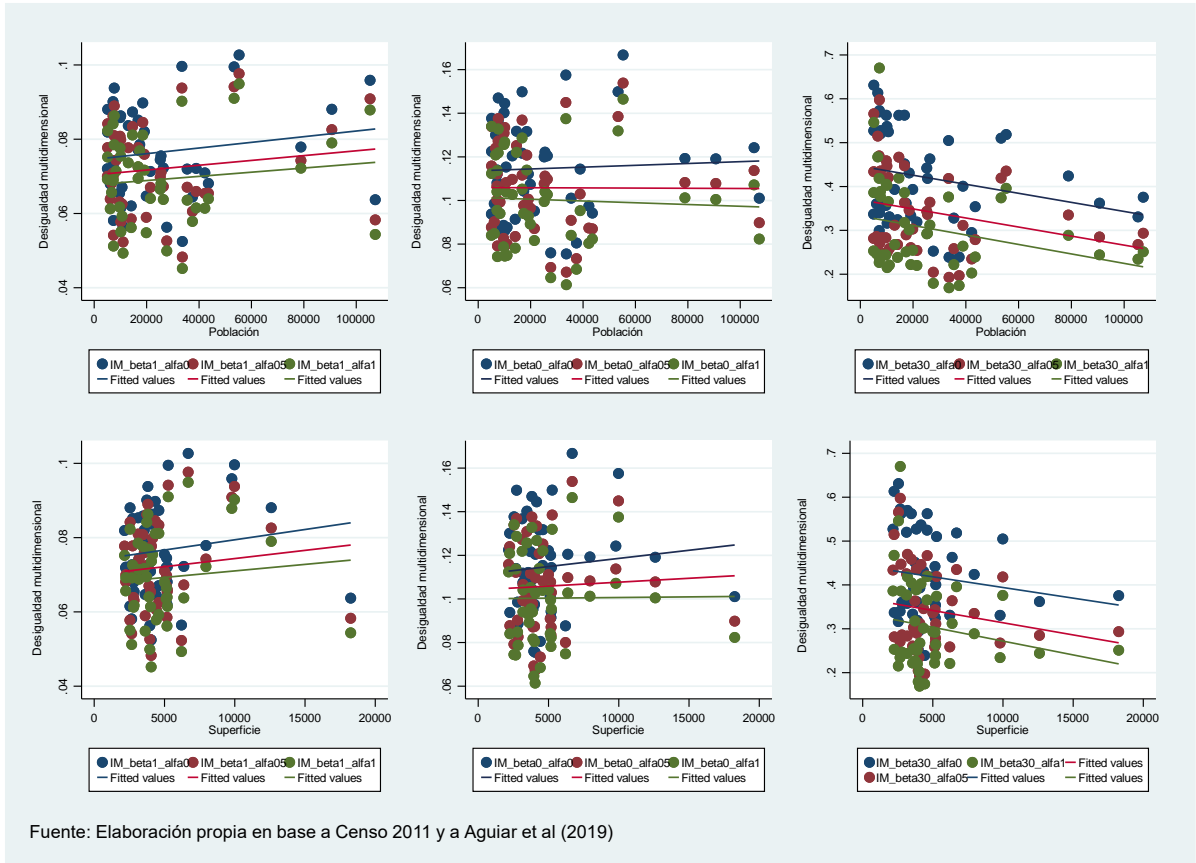 Desigualdad multidimensional
.1
.08
.06
.04
0 20000 40000 60000 80000 100000
Población
IM_beta1_alfa0 IM_beta1_alfa05 IM_beta1_alfa1
Fitted values Fitted values Fitted values
Desigualdad multidimensional
.16
.14
.12
.1
.08
.06
0 20000 40000 60000 80000 100000
Población
IM_beta0_alfa0 IM_beta0_alfa05 IM_beta0_alfa1
Fitted values Fitted values Fitted values
Desigualdad multidimensional
.7
.6
.5
.4
.3
.2
0 20000 40000 60000 80000 100000
Población
IM_beta30_alfa0 IM_beta30_alfa05 IM_beta30_alfa1
Fitted values Fitted values Fitted values
Desigualdad multidimensional
.1
.08
.06
.04
0 5000 10000 15000 20000
Superficie
IM_beta1_alfa0 IM_beta1_alfa05 IM_beta1_alfa1
Fitted values Fitted values Fitted values
Desigualdad multidimensional
.16
.14
.12
.1
.08
.06
0 5000 10000 15000 20000
Superficie
IM_beta0_alfa0 IM_beta0_alfa05 IM_beta0_alfa1
Fitted values Fitted values Fitted values
Desigualdad multidimensional
.7
.6
.5
.4
.3
.2
0 5000 10000 15000 20000
Superficie
IM_beta30_alfa0 IM_beta30_alfa1 Fitted values
IM_beta30_alfa05 Fitted values Fitted values
Fuente: Elaboración propia en base a Censo 2011 y a Aguiar et al (2019)